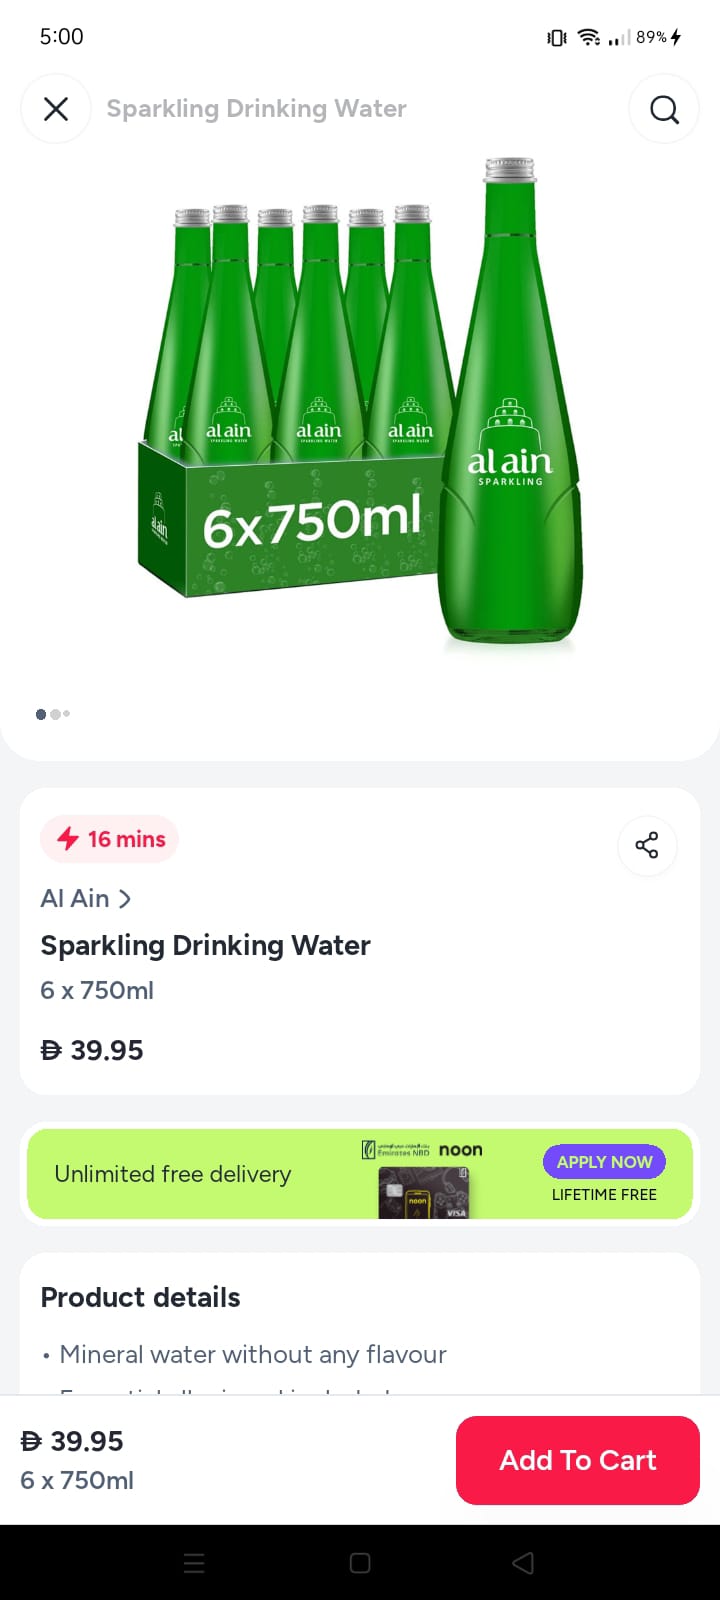 5:00
89%
Sparkling Drinking Water
al ain
al ain
al ain
al ain
SPARKLING
6x750ml
al ain
16 mins
Al Ain
Sparkling Drinking Water
6 x 750ml
39.95
Unlimited free delivery
Emirates NBD
noon
noon
VISA
APPLY NOW
LIFETIME FREE
Product details
• Mineral water without any flavour
39.95
6 x 750ml
Add To Cart